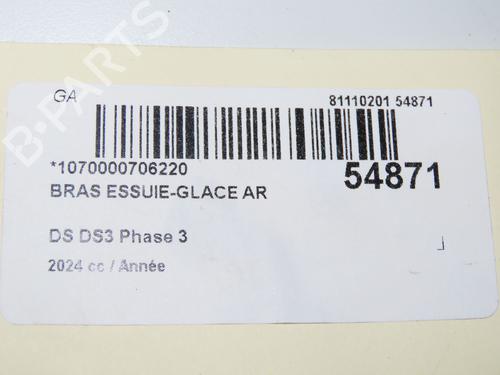 GA
81110201 54871
*1070000706220
54871
BRAS ESSUIE-GLACE AR
DS DS3 Phase 3
2024 cc / Année
B-PARTS